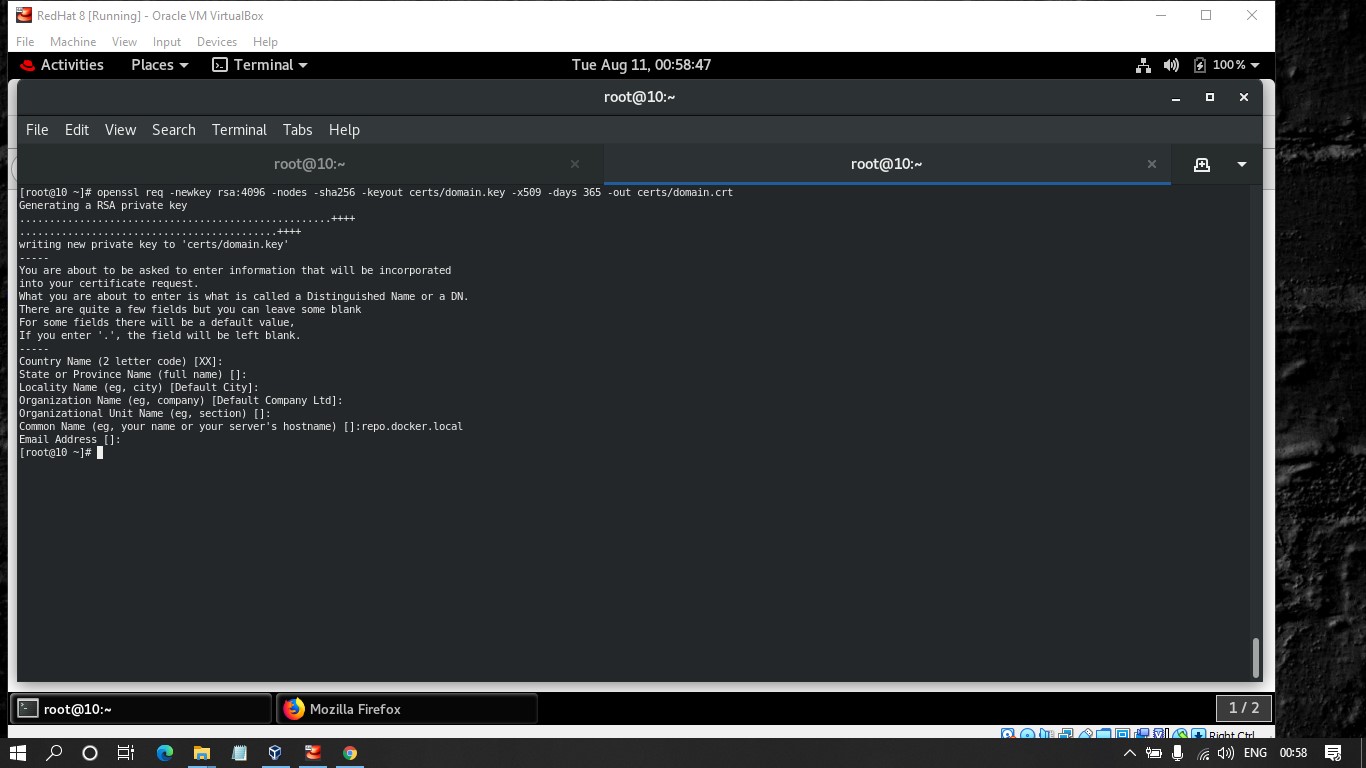 RedHat 8 [Running] - Oracle VM VirtualBox
File Machine View Input Devices Help
Activities Places Terminal Tue Aug 11, 00:58:47 100%
root@10:~
File Edit View Search Terminal Tabs Help
root@10:~ root@10:~
[root@10 ~]# openssl req -newkey rsa:4096 -nodes -sha256 -keyout certs/domain.key -x509 -days 365 -out certs/domain.crt
Generating a RSA private key
....................................................++++
...........................................++++
writing new private key to 'certs/domain.key'
-----
You are about to be asked to enter information that will be incorporated
into your certificate request.
What you are about to enter is what is called a Distinguished Name or a DN.
There are quite a few fields but you can leave some blank
For some fields there will be a default value,
If you enter '.', the field will be left blank.
-----
Country Name (2 letter code) [XX]:
State or Province Name (full name) []:
Locality Name (eg, city) [Default City]:
Organization Name (eg, company) [Default Company Ltd]:
Organizational Unit Name (eg, section) []:
Common Name (eg, your name or your server's hostname) []:repo.docker.local
Email Address []:
[root@10 ~]#
root@10:~ Mozilla Firefox 1 / 2
Right Ctrl
ENG 00:58